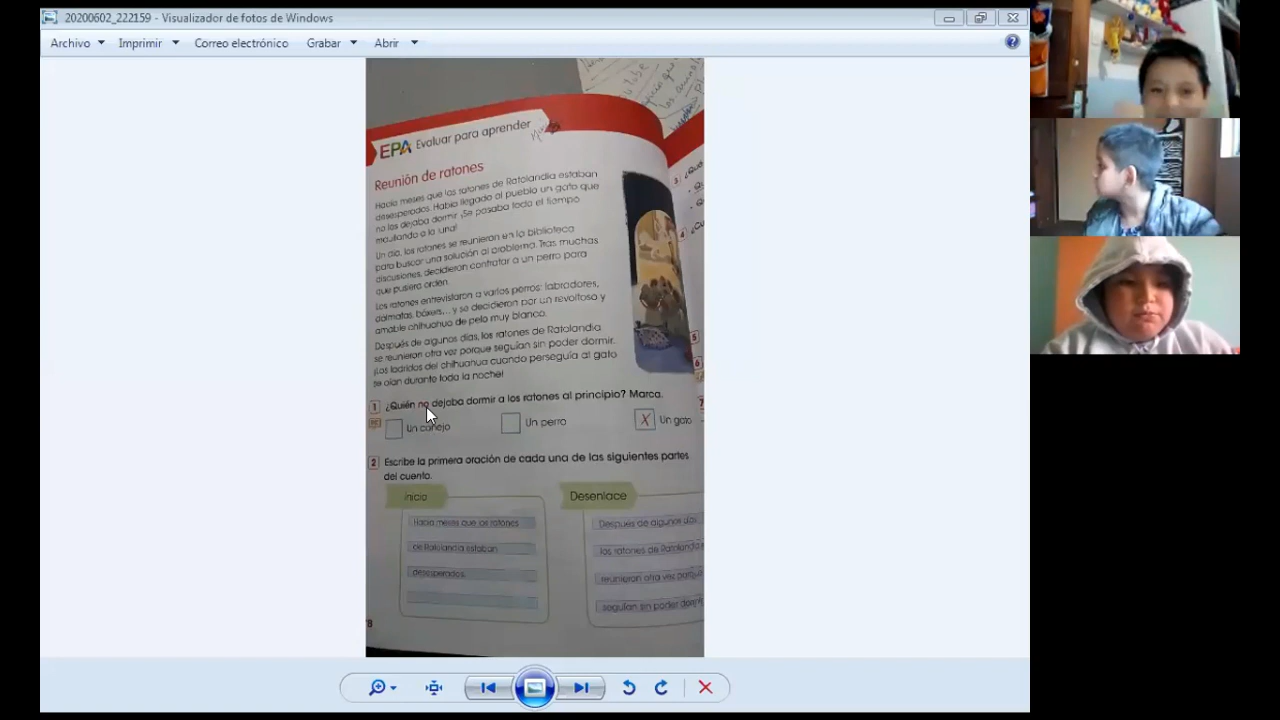 20200602_222159 - Visualizador de fotos de Windows
Archivo Imprimir Correo electrónico Grabar Abrir
EPA Evaluar para aprender
Reunión de ratones
Hacía meses que los ratones de Ratolandia estaban
desesperados. Había llegado al pueblo un gato que
no los dejaba dormir. ¡Se pasaba todo el tiempo
maullando a la luna!
Un día, los ratones se reunieron en la biblioteca
para buscar una solución al problema. Tras muchas
discusiones, decidieron contratar a un perro para
que pusiera orden.
Los ratones entrevistaron a varios perros: labradores,
dálmatas, bóxers,... y se decidieron por un revoltoso y
amable chihuahua de pelo muy blanco.
Después de algunos días, los ratones de Ratolandia
se reunieron otra vez porque seguían sin poder dormir.
¡Los ladridos del chihuahua cuando perseguía al gato
se oían durante toda la noche!
1 ¿Quién no dejaba dormir a los ratones al principio? Marca.
Un conejo Un perro X Un gato
2 Escribe la primera oración de cada una de las siguientes partes
del cuento.
Inicio Desenlace
Hacía meses que los ratones
de Ratolandia estaban
desesperados.
Después de algunos días
los ratones de Ratolandia
reunieron otra vez porque
seguían sin poder dormir
3
4
5
6
7
8